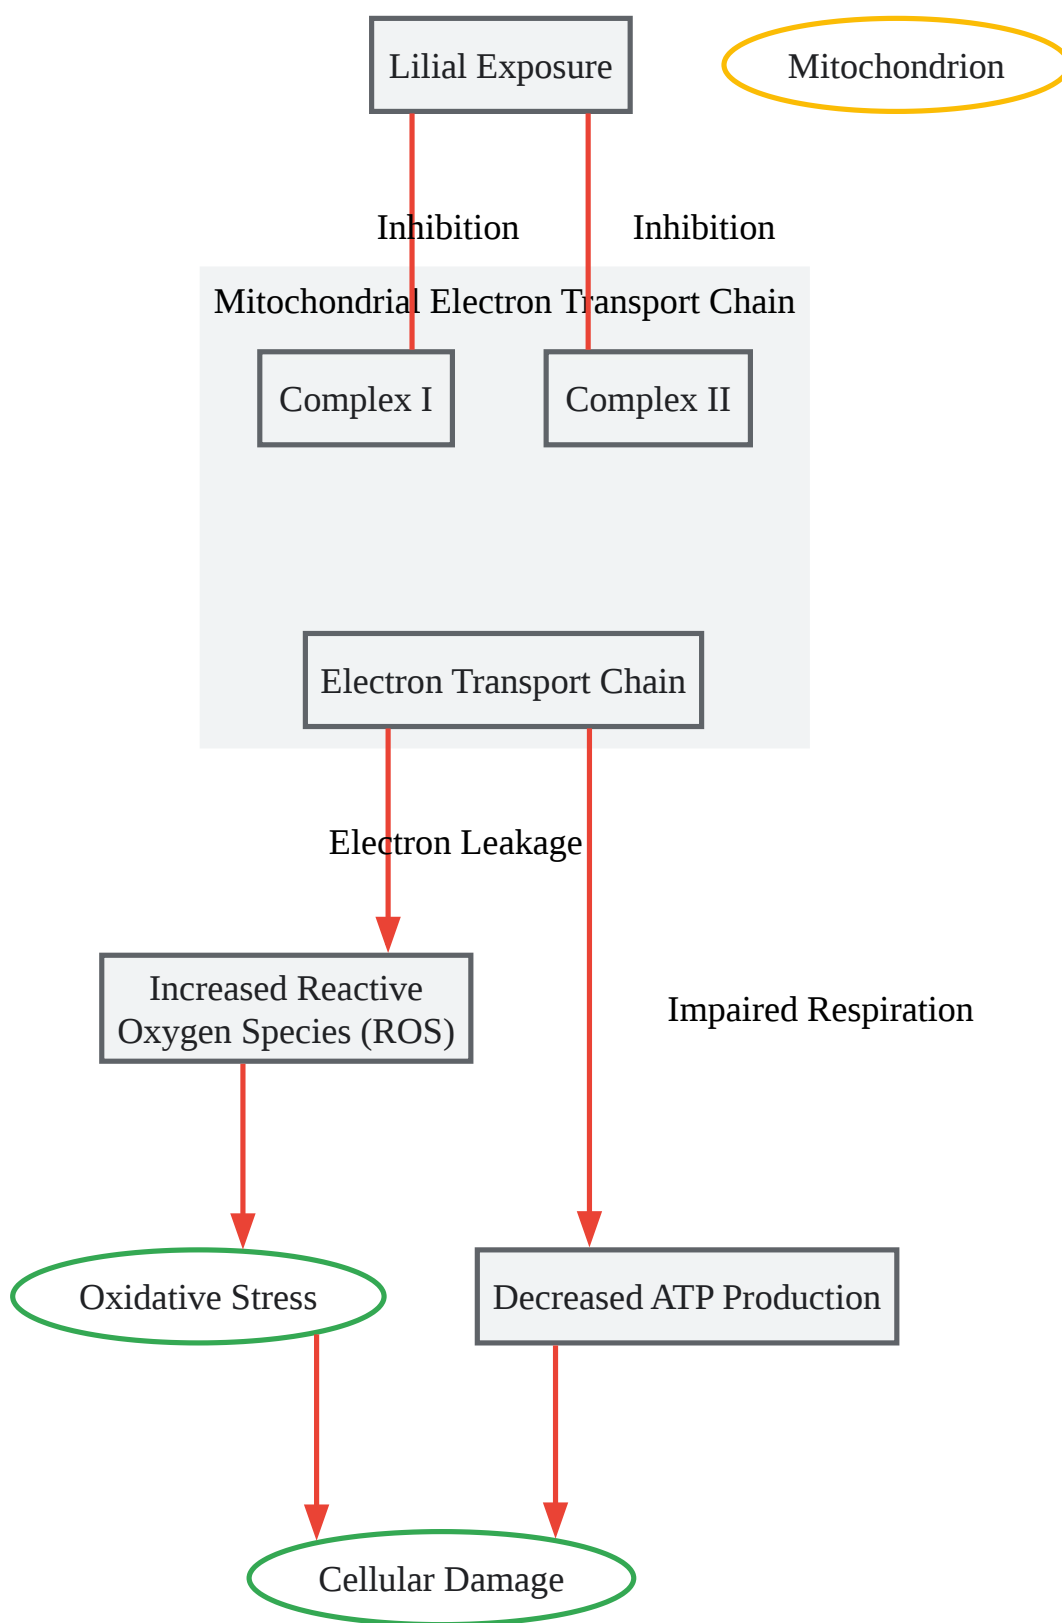 Lilial Exposure
Mitochondrion
Inhibition
Inhibition
Mitochondrial Electron Transport Chain
Complex I
Complex II
Electron Transport Chain
Electron Leakage
Increased Reactive
Oxygen Species (ROS)
Impaired Respiration
Oxidative Stress
Decreased ATP Production
Cellular Damage